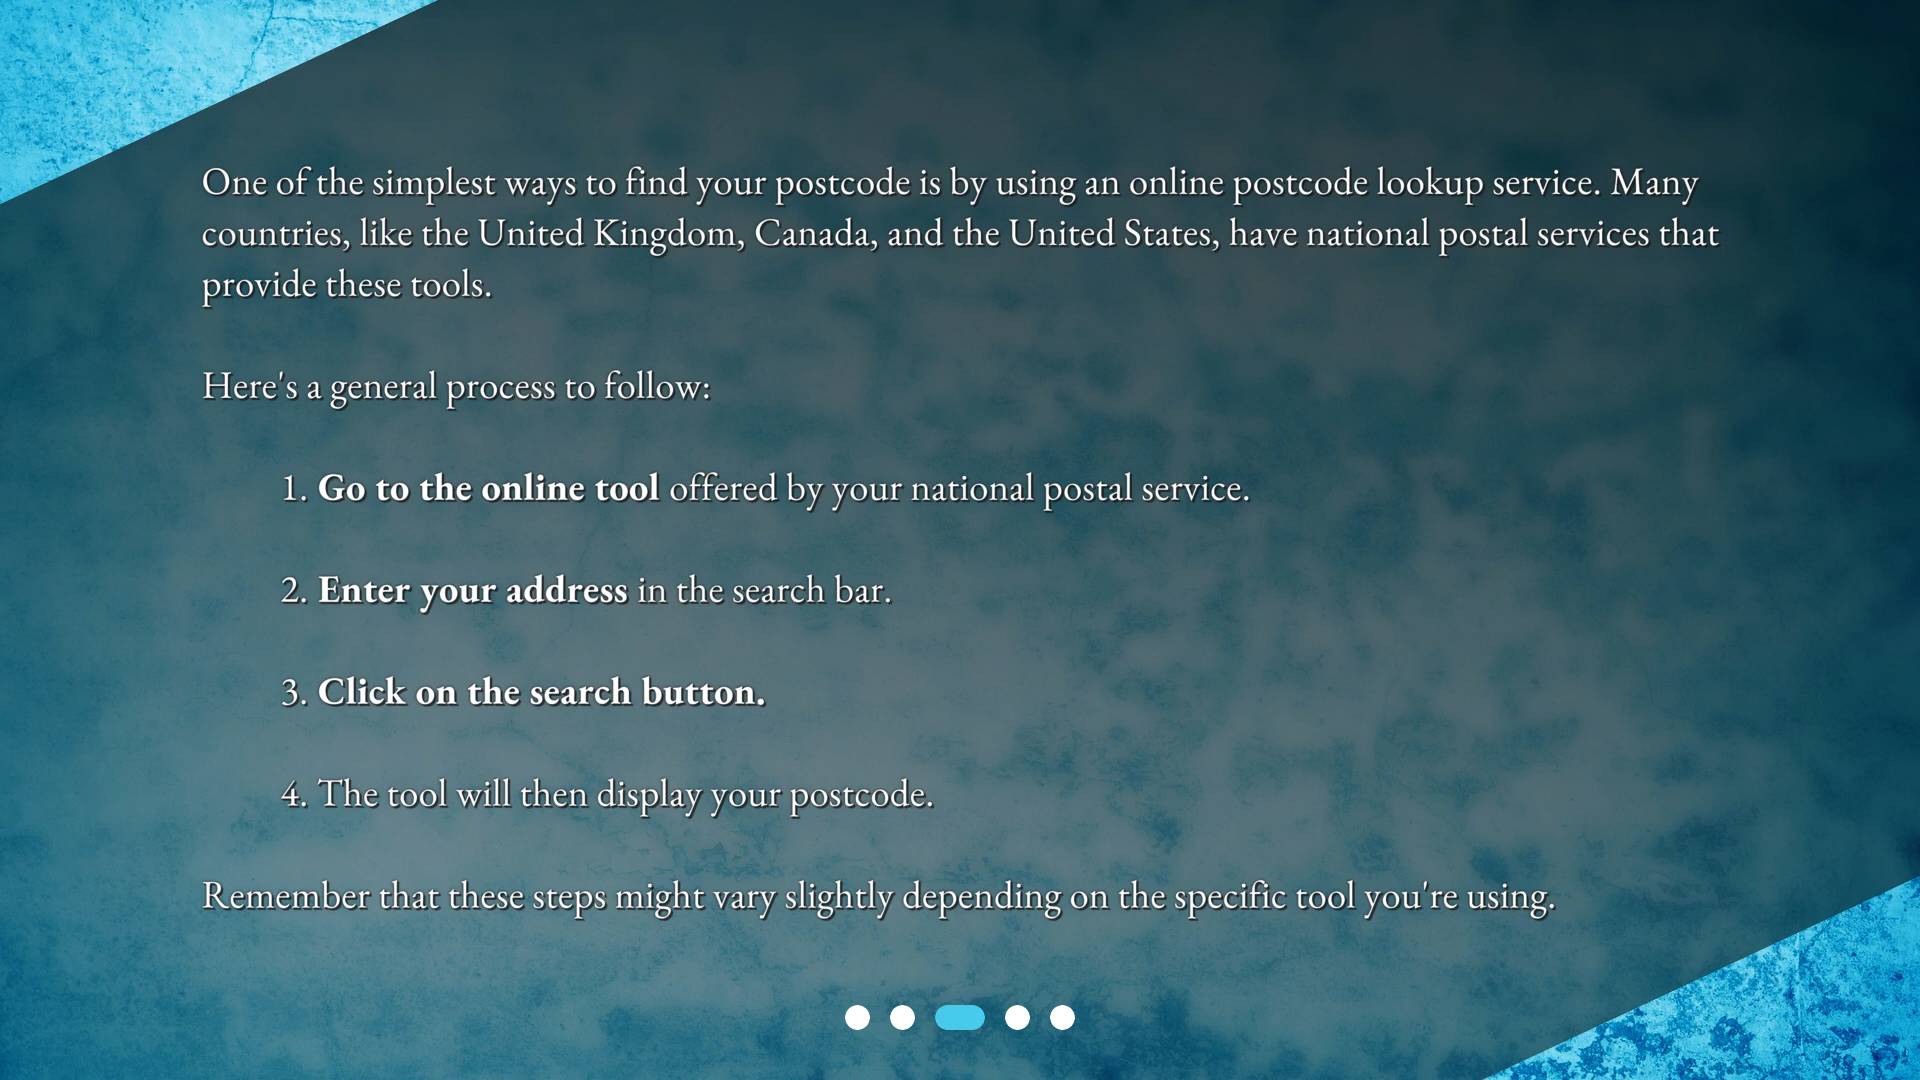 One of the simplest ways to find your postcode is by using an online postcode lookup service. Many
countries, like the United Kingdom, Canada, and the United States, have national postal services that
provide these tools.
Here's a general process to follow:
1. Go to the online tool offered by your national postal service.
2. Enter your address in the search bar.
3. Click on the search button.
4. The tool will then display your postcode.
Remember that these steps might vary slightly depending on the specific tool you're using.